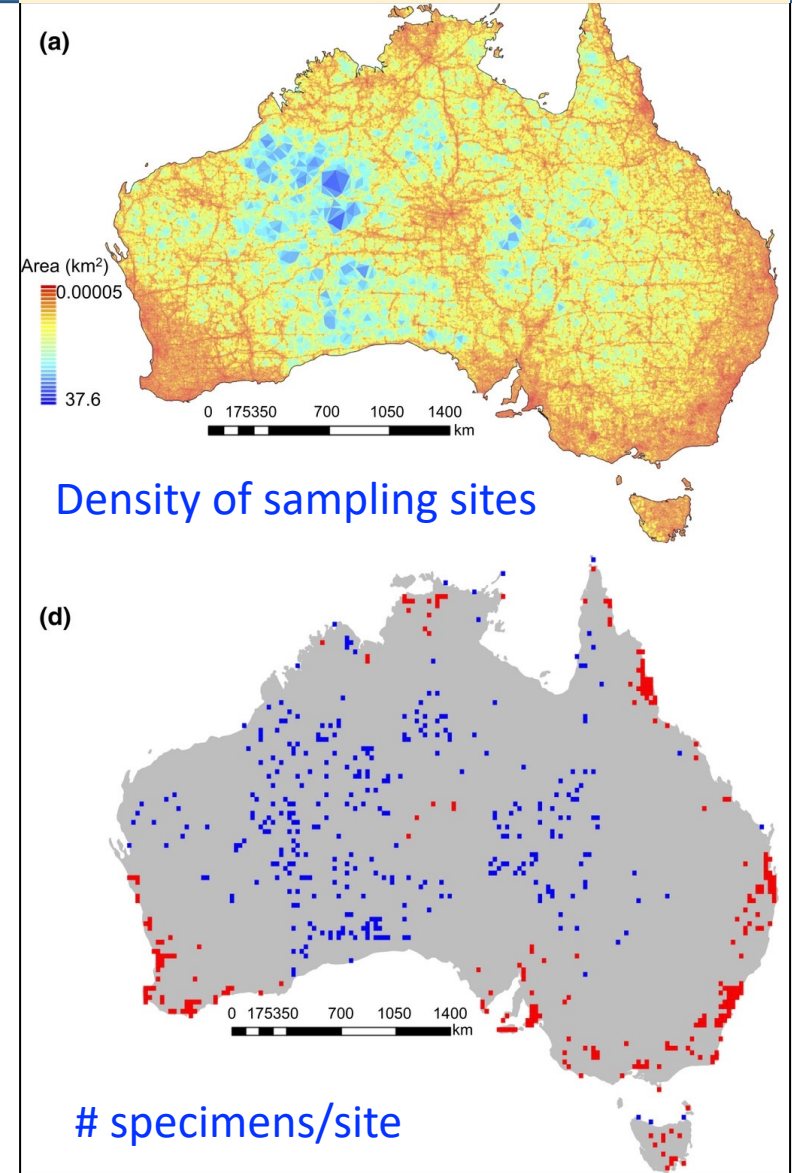 (a)
Area (km²)
0.00005
37.6
0 175350 700 1050 1400
km
Density of sampling sites
(d)
0 175350 700 1050 1400
km
# specimens/site